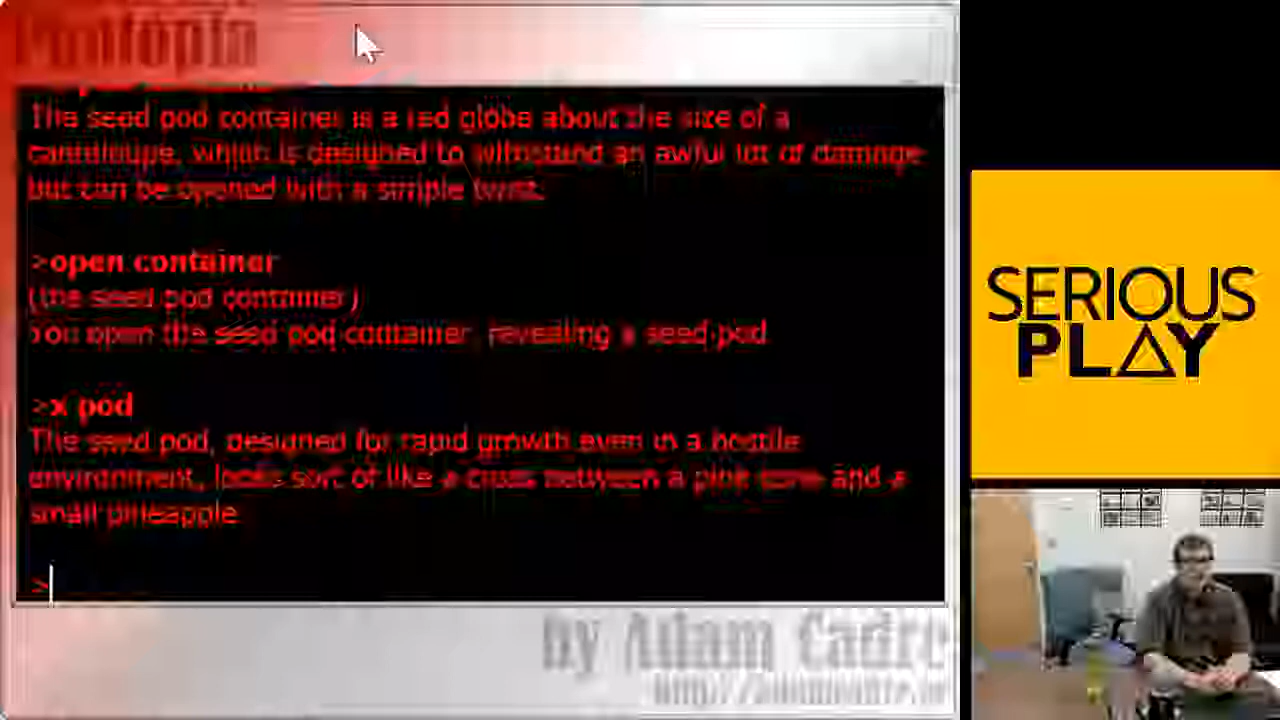 Photopia
The seed pod container is a red globe about the size of a
cantaloupe, which is designed to withstand an awful lot of damage
but can be opened with a simple twist.
>open container
(the seed pod container)
You open the seed pod container, revealing a seed pod.
>x pod
The seed pod, designed for rapid growth even in a hostile
environment, looks sort of like a cross between a pine cone and a
small pineapple.
>
by Adam Cadre
SERIOUS
PLAY